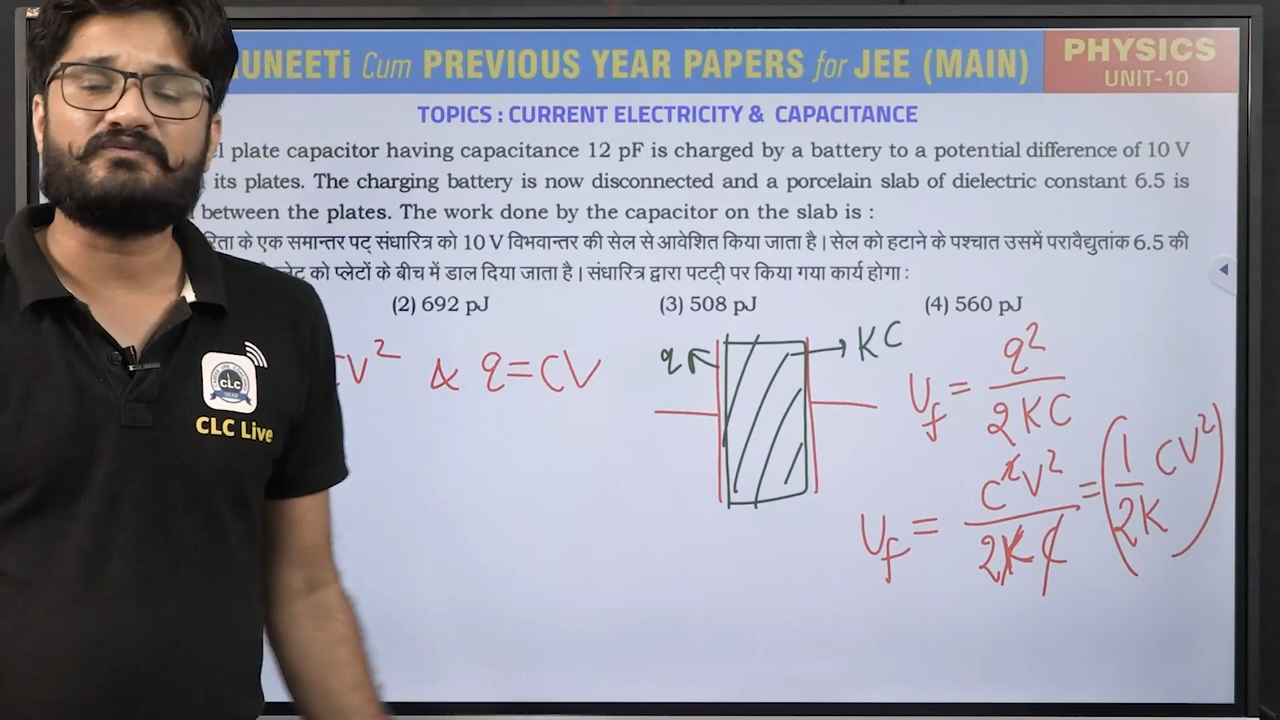 HUNEETi Cum PREVIOUS YEAR PAPERS for JEE (MAIN)
PHYSICS
UNIT-10
TOPICS : CURRENT ELECTRICITY & CAPACITANCE
plate capacitor having capacitance 12 pF is charged by a battery to a potential difference of 10 V
its plates. The charging battery is now disconnected and a porcelain slab of dielectric constant 6.5 is
between the plates. The work done by the capacitor on the slab is :
के एक समान्तर पट् संधारित्र को 10 V विभवान्तर की सेल से आवेशित किया जाता है। सेल को हटाने के पश्चात उसमें परावैद्युतांक 6.5 की
को प्लेटों के बीच में डाल दिया जाता है। संधारित्र द्वारा पटटी् पर किया गया कार्य होगा :
(2) 692 pJ (3) 508 pJ (4) 560 pJ
V² & q=CV
q
KC
U_f = q²/2KC
U_f = C²V²/2KC = (1/2K CV²)
CLC
CLC Live